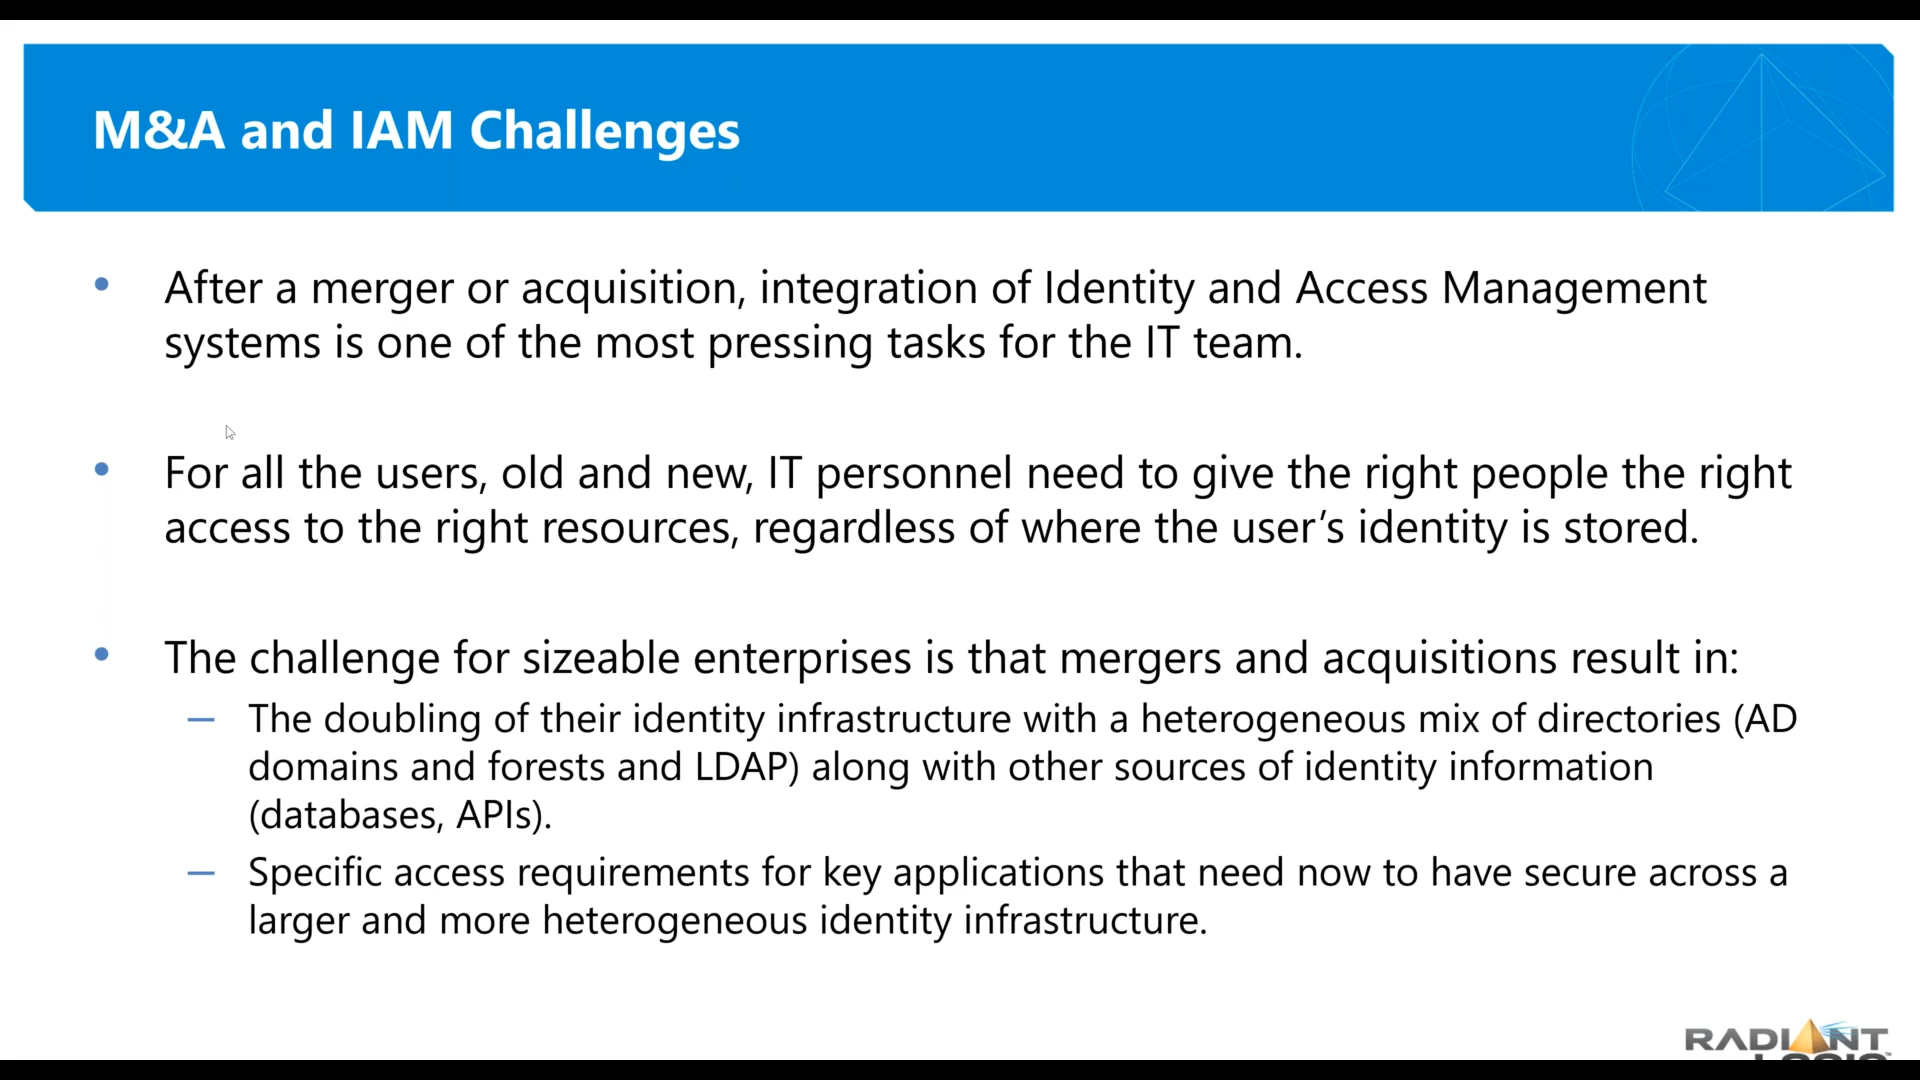 M&A and IAM Challenges
• After a merger or acquisition, integration of Identity and Access Management
systems is one of the most pressing tasks for the IT team.
• For all the users, old and new, IT personnel need to give the right people the right
access to the right resources, regardless of where the user’s identity is stored.
• The challenge for sizeable enterprises is that mergers and acquisitions result in:
– The doubling of their identity infrastructure with a heterogeneous mix of directories (AD
domains and forests and LDAP) along with other sources of identity information
(databases, APIs).
– Specific access requirements for key applications that need now to have secure across a
larger and more heterogeneous identity infrastructure.
RADIANT
LOGIC